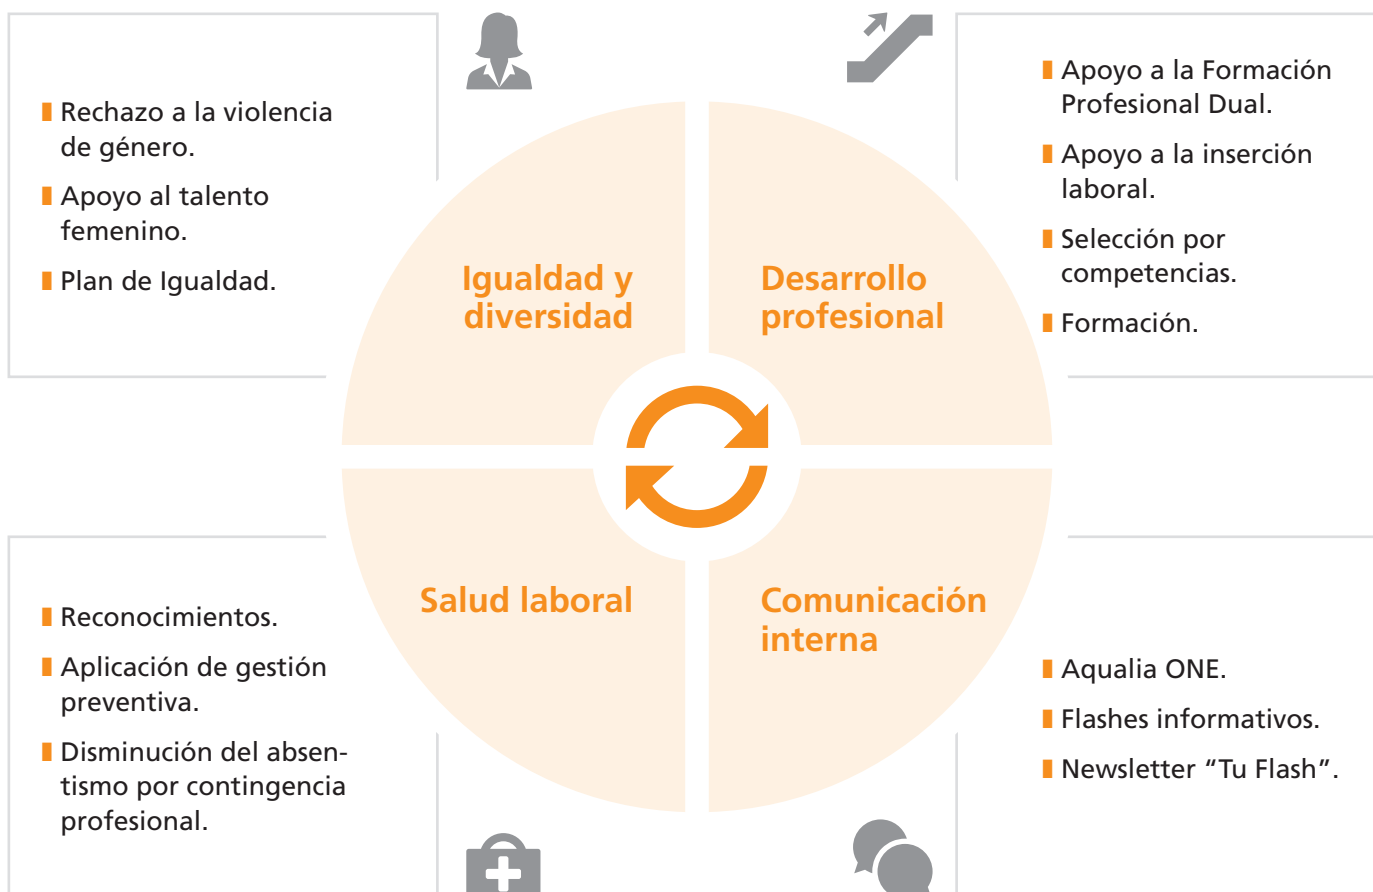 Rechazo a la violencia
de género.
Apoyo al talento
femenino.
Plan de Igualdad.
Igualdad y
diversidad
Desarrollo
profesional
Apoyo a la Formación
Profesional Dual.
Apoyo a la inserción
laboral.
Selección por
competencias.
Formación.
Reconocimientos.
Aplicación de gestión
preventiva.
Disminución del absen-
tismo por contingencia
profesional.
Salud laboral
Comunicación
interna
Aqualia ONE.
Flashes informativos.
Newsletter “Tu Flash”.